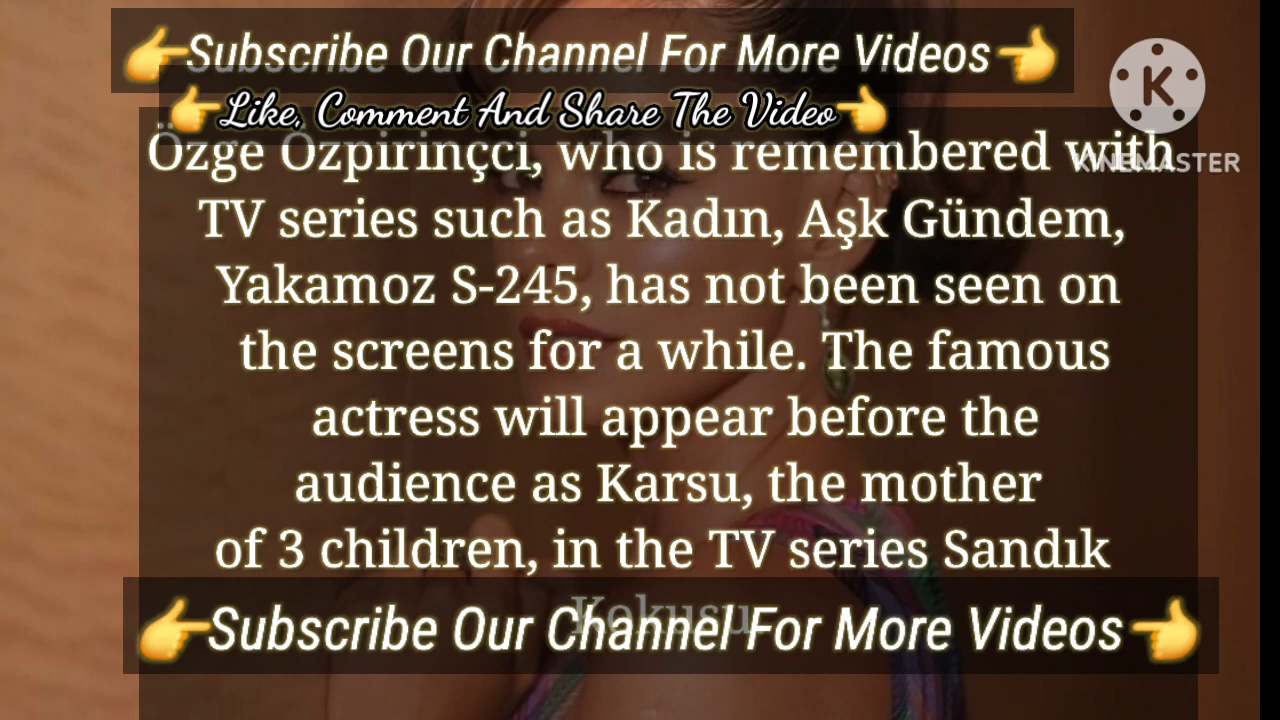 👉Subscribe Our Channel For More Videos👈
👉Like, Comment And Share The Video👈
K
KINEMASTER
Özge Özpirinçci, who is remembered with
TV series such as Kadın, Aşk Gündem,
Yakamoz S-245, has not been seen on
the screens for a while. The famous
actress will appear before the
audience as Karsu, the mother
of 3 children, in the TV series Sandık
Kokusu
👉Subscribe Our Channel For More Videos👈